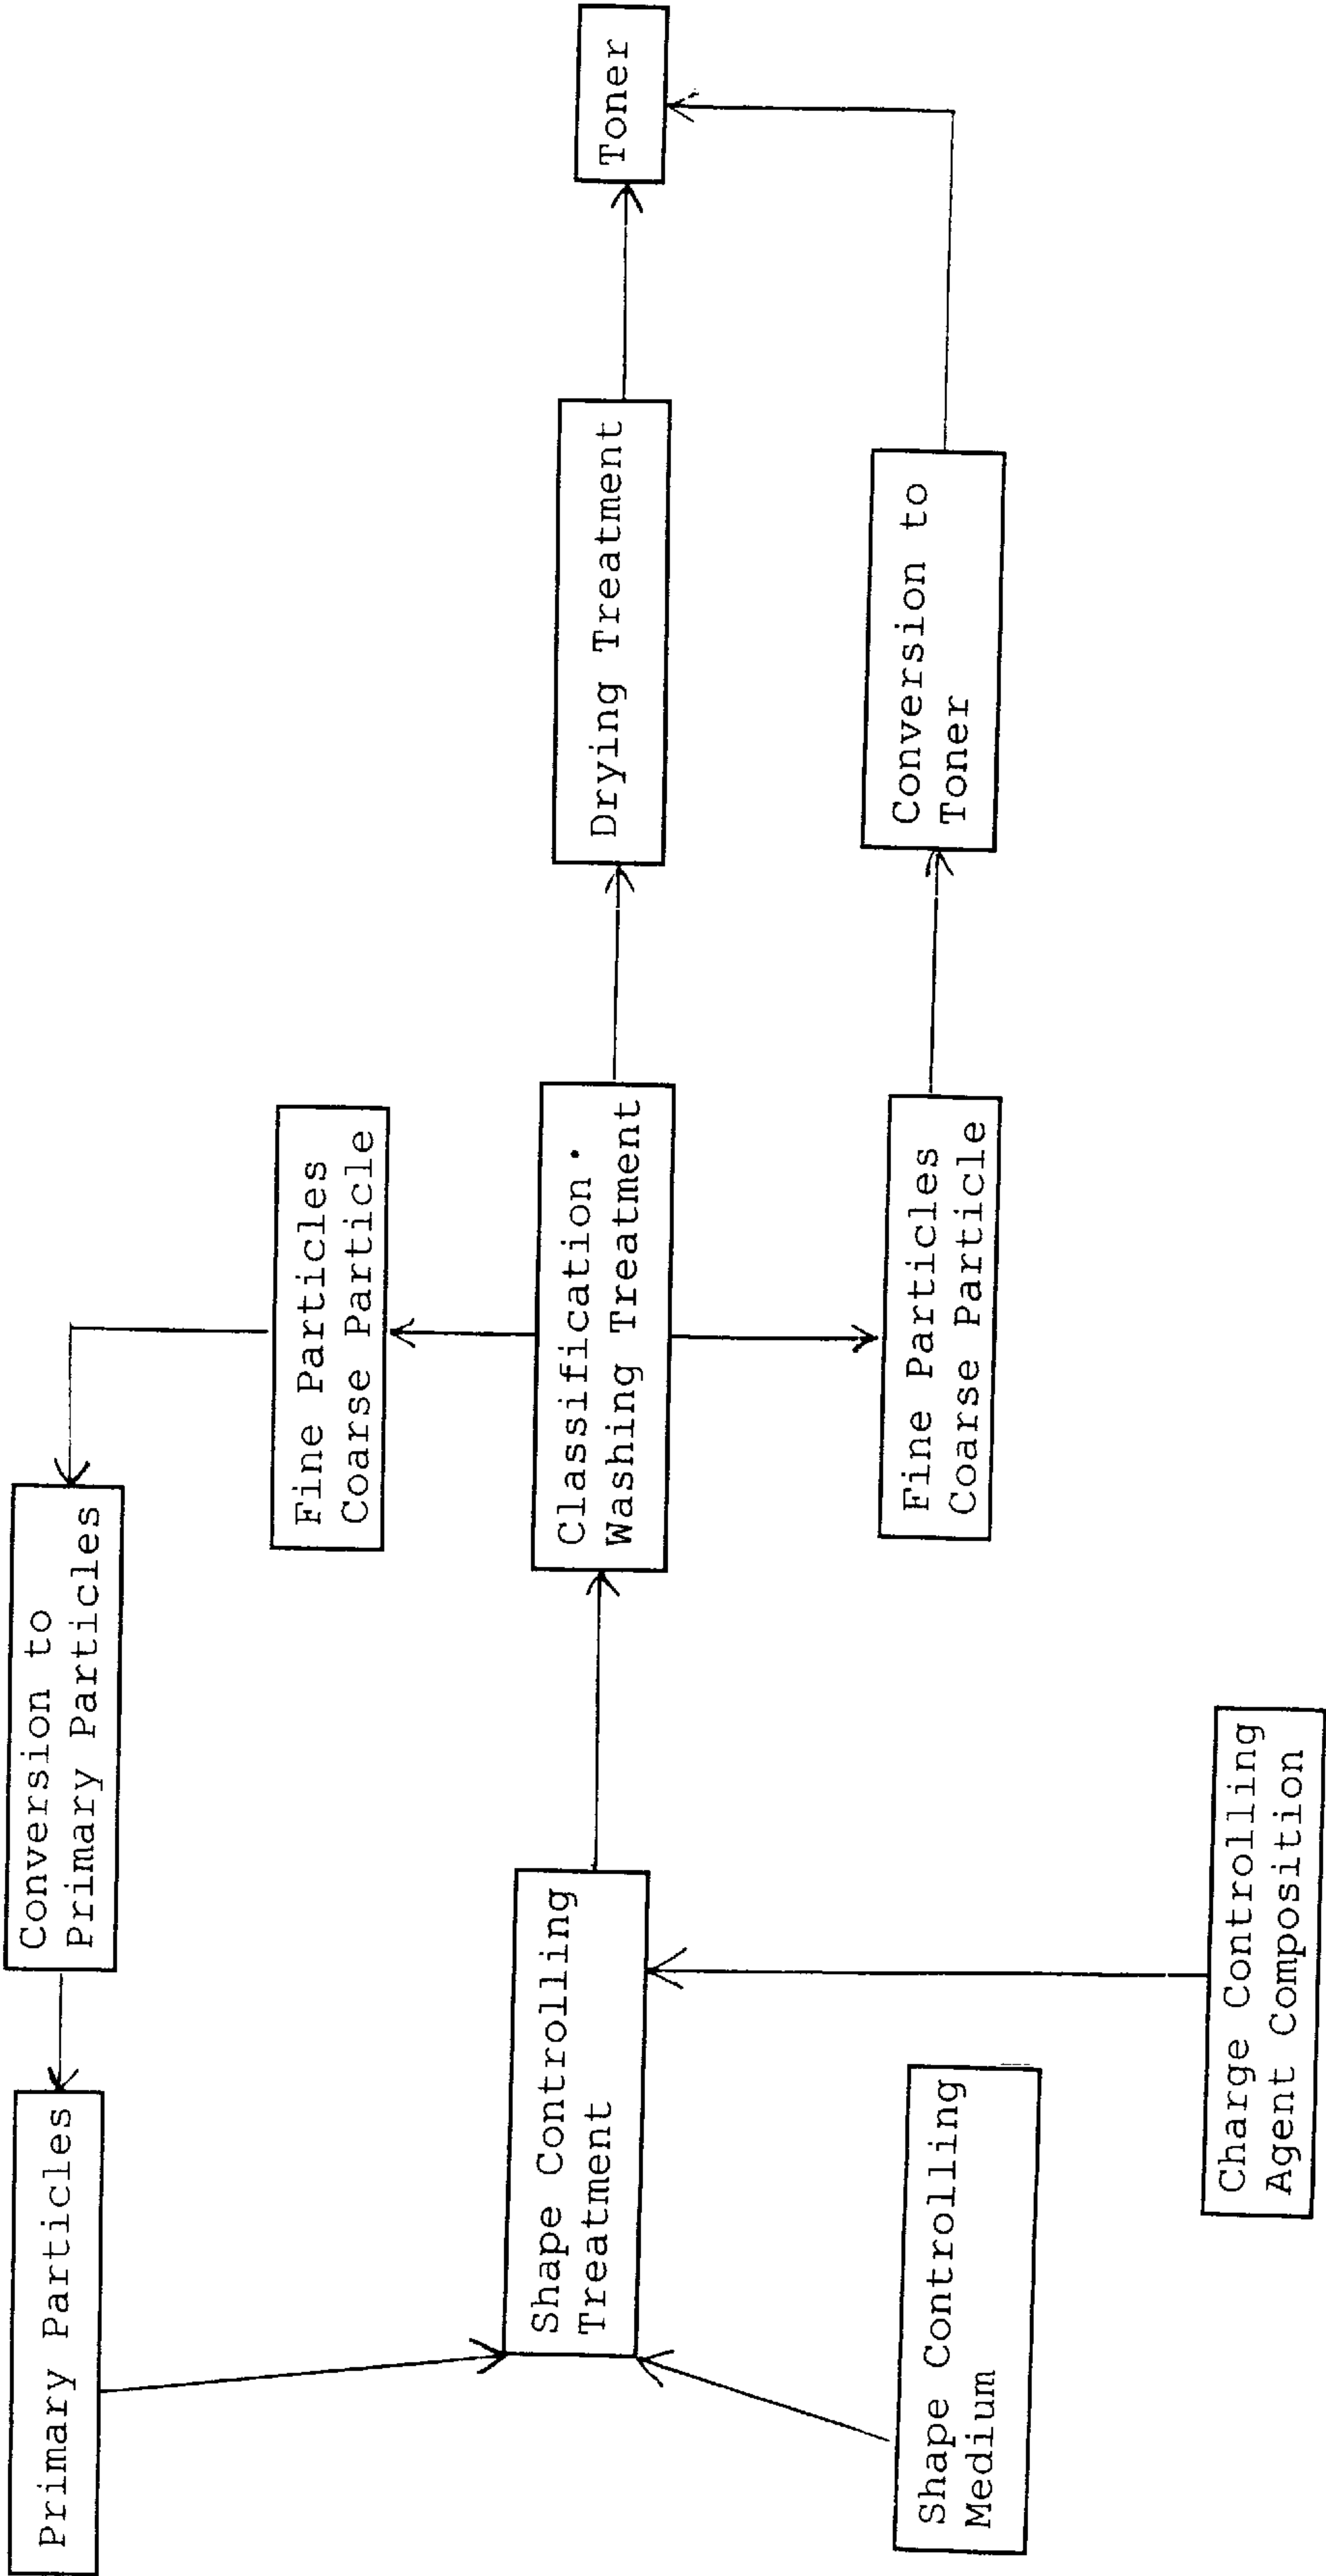 Primary Particles
Conversion to
Primary Particles
Fine Particles
Coarse Particle
Shape Controlling
Treatment
Classification·
Washing Treatment
Drying Treatment
Toner
Shape Controlling
Medium
Fine Particles
Coarse Particle
Conversion to
Toner
Charge Controlling
Agent Composition